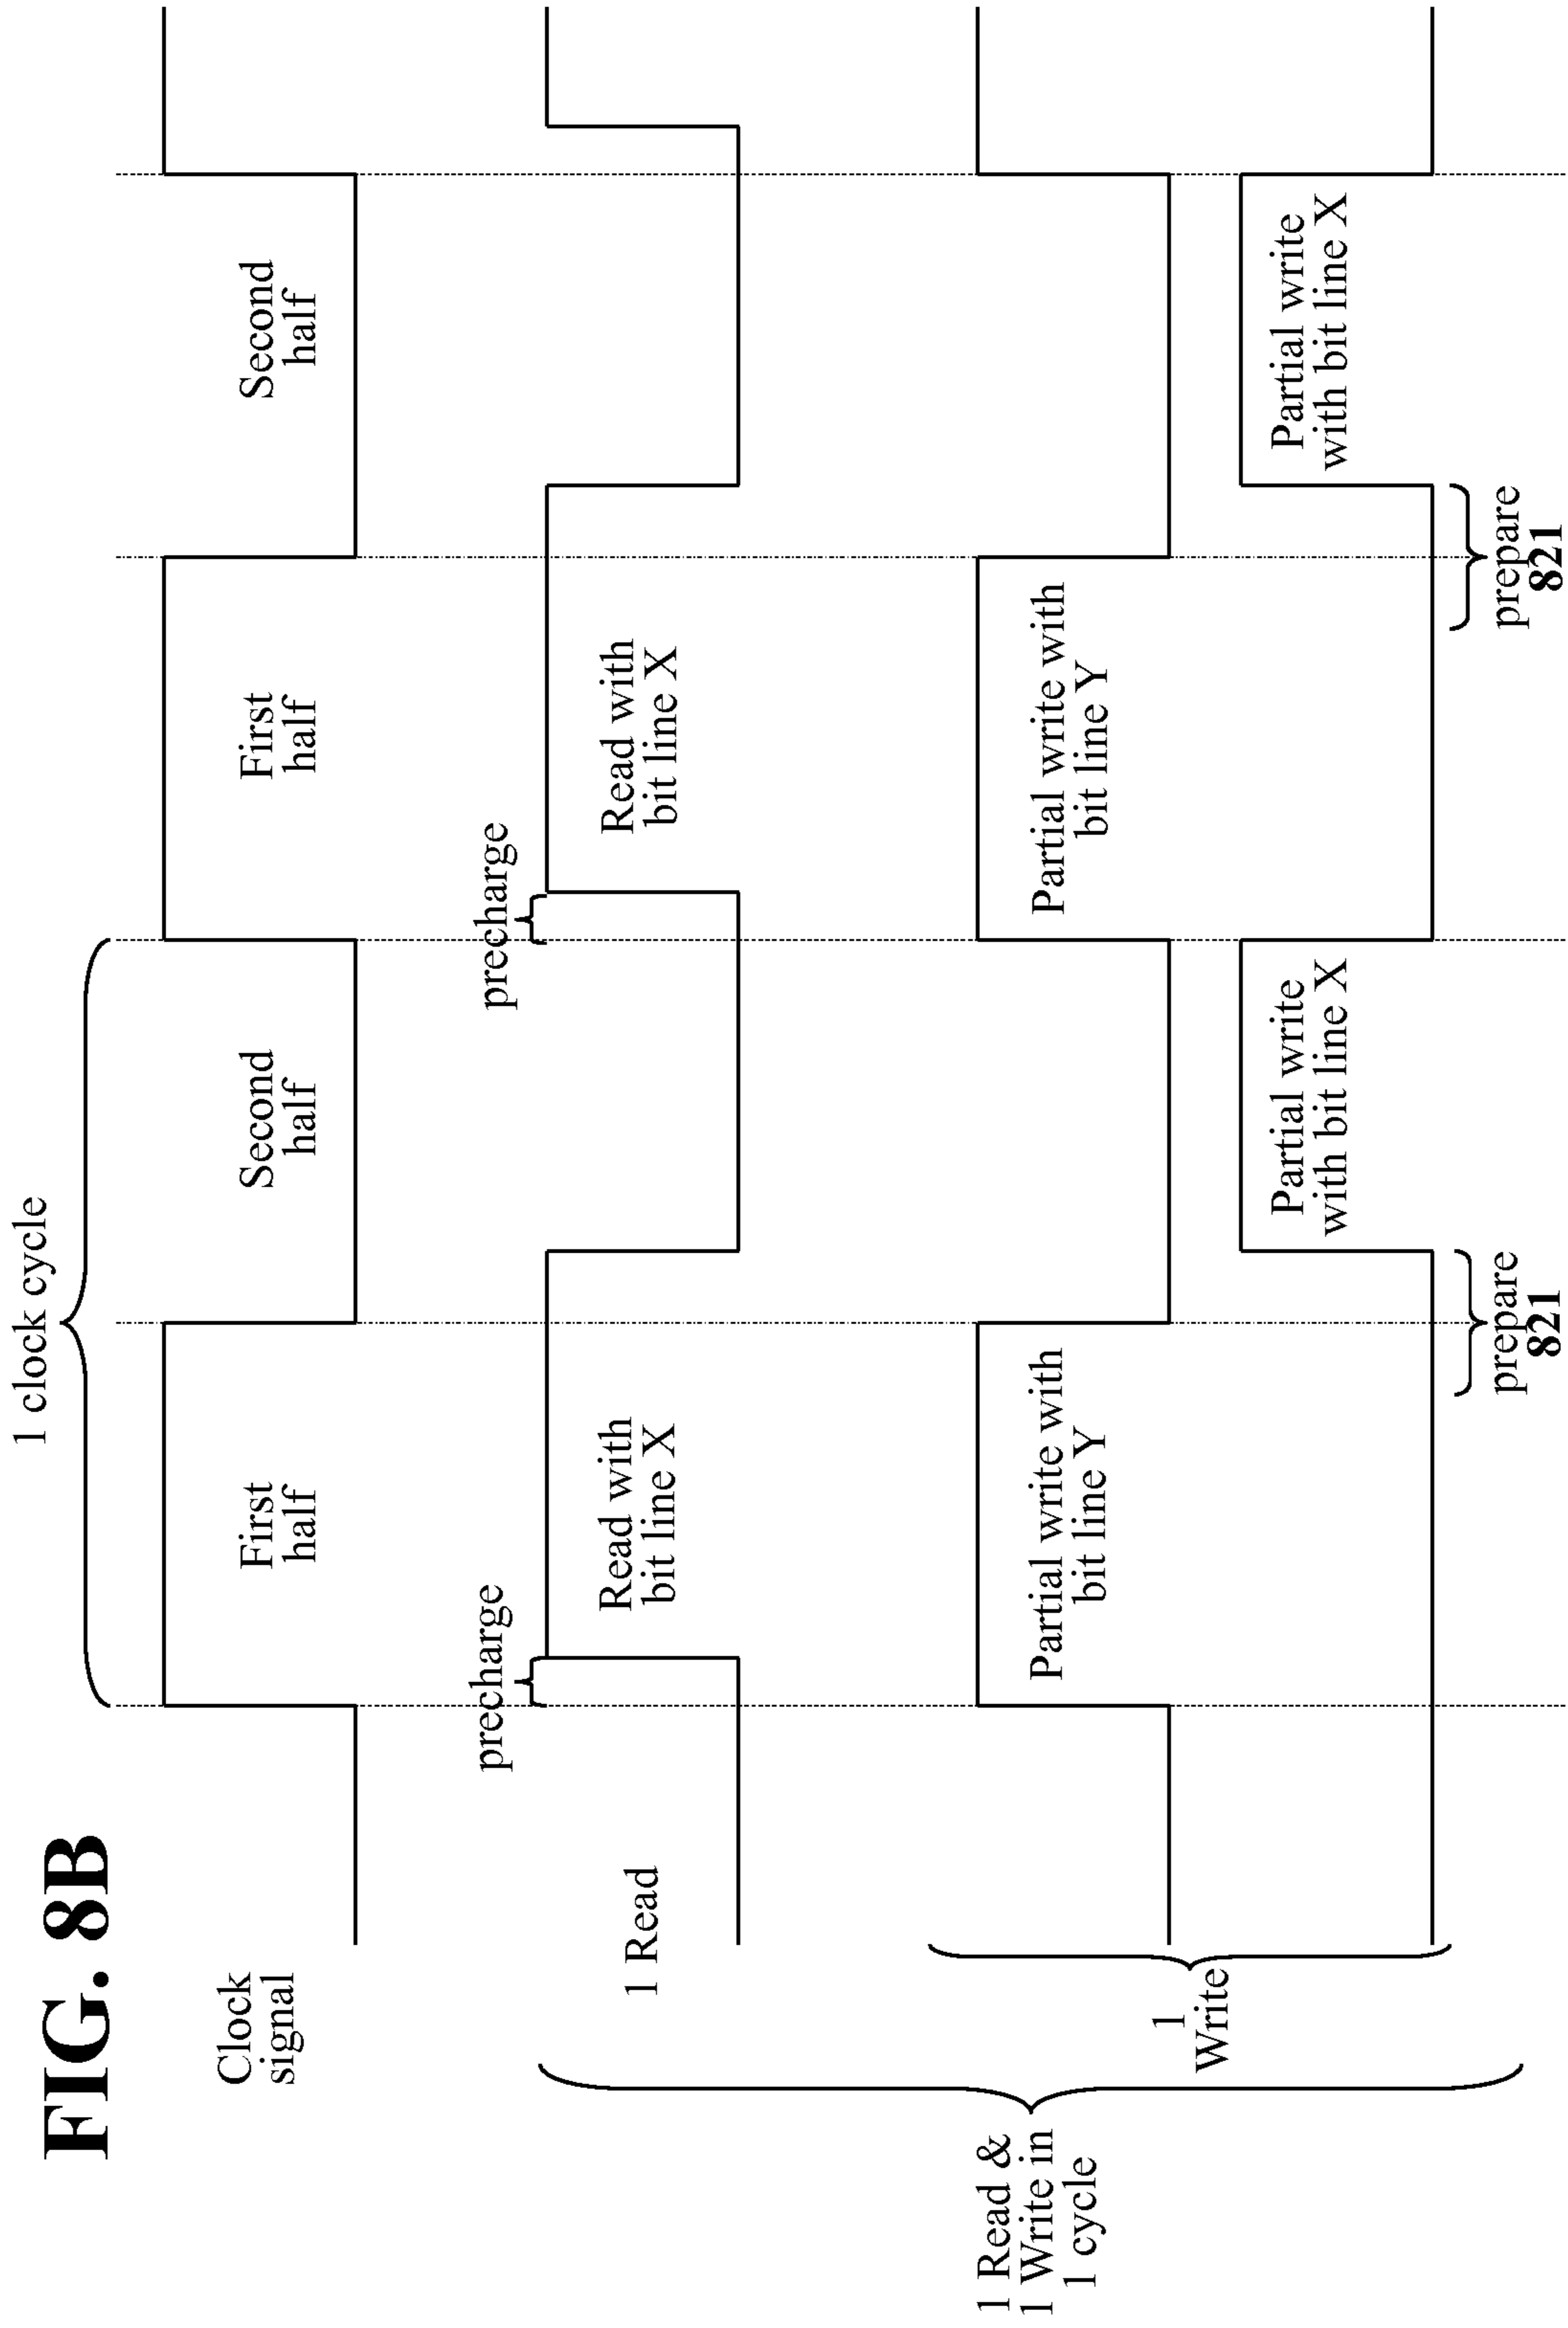 FIG. 8B
1 clock cycle
Clock
signal
First
half
Second
half
First
half
Second
half
precharge
precharge
1 Read
Read with
bit line X
Read with
bit line X
1 Read &
1 Write in
1 cycle
1
Write
Partial write with
bit line Y
Partial write with
bit line Y
Partial write
with bit line X
Partial write
with bit line X
prepare
821
prepare
821